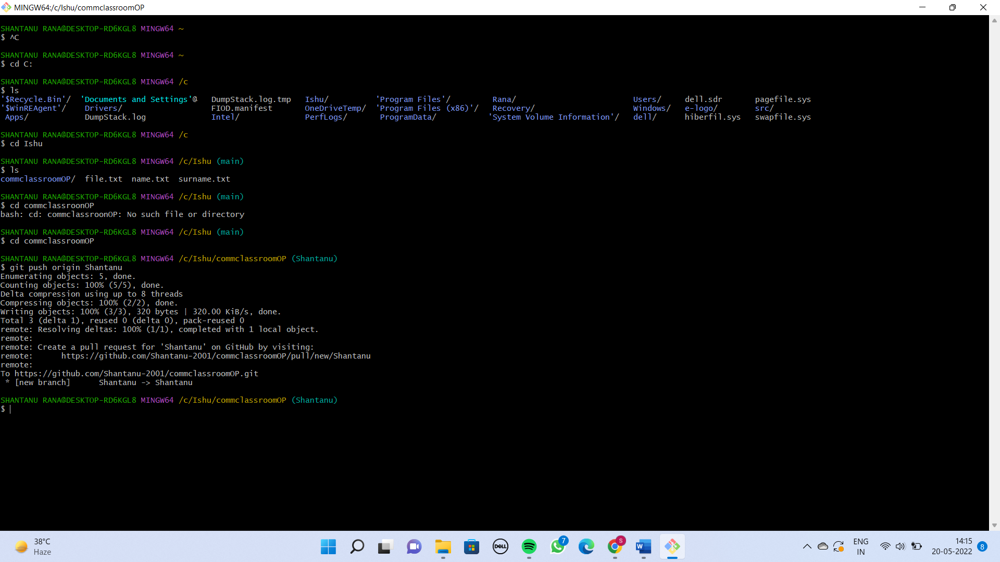 MINGW64:/c/Ishu/commclassroomOP
SHANTANU RANA@DESKTOP-RD6KGL8 MINGW64 ~
$ ^C
SHANTANU RANA@DESKTOP-RD6KGL8 MINGW64 ~
$ cd C:
SHANTANU RANA@DESKTOP-RD6KGL8 MINGW64 /c
$ ls
'$Recycle.Bin'/ 'Documents and Settings'@ DumpStack.log.tmp Ishu/ 'Program Files'/ Rana/ Users/ dell.sdr pagefile.sys
'$WinREAgent'/ Drivers/ FIOD.manifest OneDriveTemp/ 'Program Files (x86)'/ Recovery/ Windows/ e-logo/ src/
Apps/ DumpStack.log Intel/ PerfLogs/ ProgramData/ 'System Volume Information'/ dell/ hiberfil.sys swapfile.sys
SHANTANU RANA@DESKTOP-RD6KGL8 MINGW64 /c
$ cd Ishu
SHANTANU RANA@DESKTOP-RD6KGL8 MINGW64 /c/Ishu (main)
$ ls
commclassroomOP/ file.txt name.txt surname.txt
SHANTANU RANA@DESKTOP-RD6KGL8 MINGW64 /c/Ishu (main)
$ cd commclassroonOP
bash: cd: commclassroonOP: No such file or directory
SHANTANU RANA@DESKTOP-RD6KGL8 MINGW64 /c/Ishu (main)
$ cd commclassroomOP
SHANTANU RANA@DESKTOP-RD6KGL8 MINGW64 /c/Ishu/commclassroomOP (Shantanu)
$ git push origin Shantanu
Enumerating objects: 5, done.
Counting objects: 100% (5/5), done.
Delta compression using up to 8 threads
Compressing objects: 100% (2/2), done.
Writing objects: 100% (3/3), 320 bytes | 320.00 KiB/s, done.
Total 3 (delta 1), reused 0 (delta 0), pack-reused 0
remote: Resolving deltas: 100% (1/1), completed with 1 local object.
remote:
remote: Create a pull request for 'Shantanu' on GitHub by visiting:
remote: https://github.com/Shantanu-2001/commclassroomOP/pull/new/Shantanu
remote:
To https://github.com/Shantanu-2001/commclassroomOP.git
* [new branch] Shantanu -> Shantanu
SHANTANU RANA@DESKTOP-RD6KGL8 MINGW64 /c/Ishu/commclassroomOP (Shantanu)
$
38°C
Haze
DELL
7
S
W
ENG
IN
14:15
20-05-2022
8